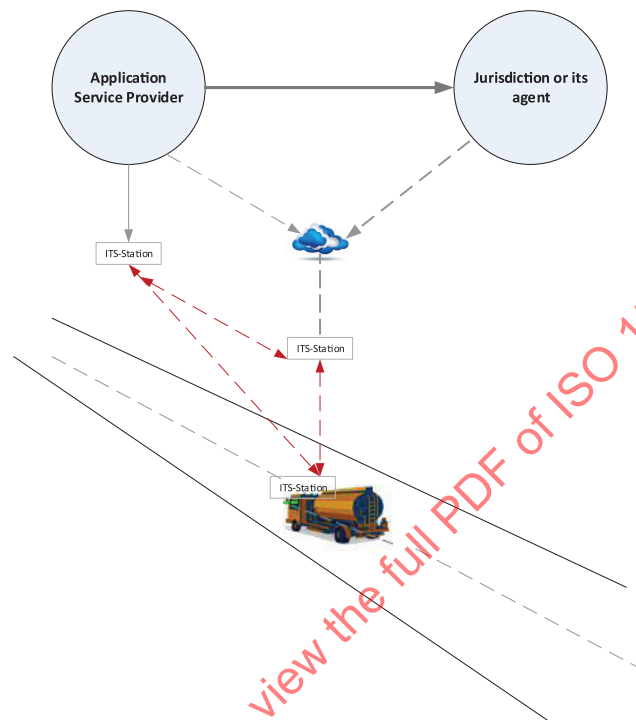 Application
Service Provider
Jurisdiction or its
agent
ITS-Station
ITS-Station
ITS-Station
view the full PDF of ISO